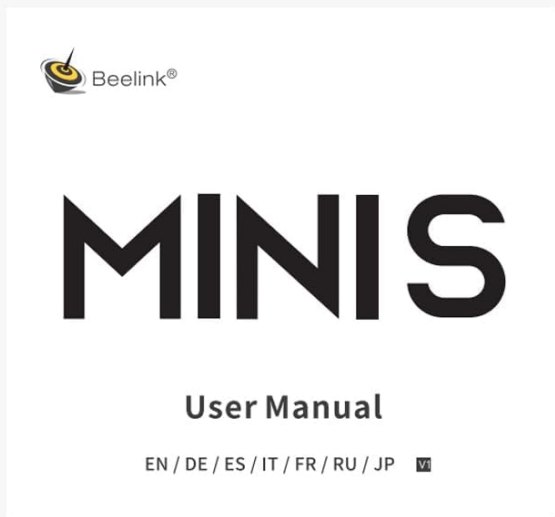 Beelink®
MINI S
User Manual
EN / DE / ES / IT / FR / RU / JP V1